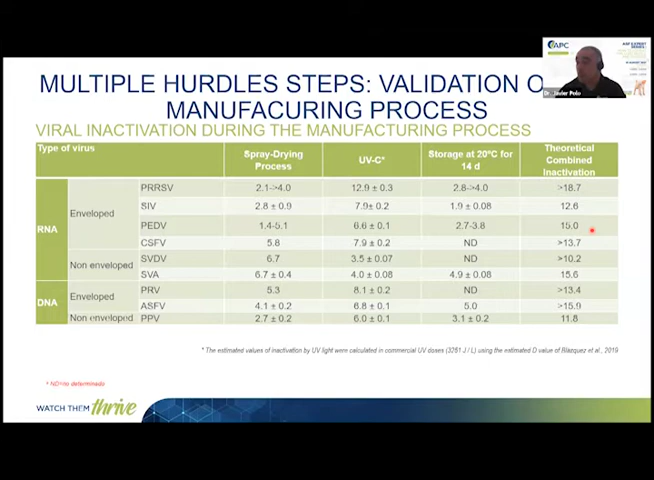 APC
Dr. Javier Polo
MULTIPLE HURDLES STEPS: VALIDATION O
MANUFACURING PROCESS
VIRAL INACTIVATION DURING THE MANUFACTURING PROCESS
Type of virus Spray-Drying Process UV-C* Storage at 20ºC for 14 d Theoretical Combined Inactivation
RNA Enveloped PRRSV 2.1->4.0 12.9 ± 0.3 2.8->4.0 >18.7
SIV 2.8 ± 0.9 7.9± 0.2 1.9 ± 0.08 12.6
PEDV 1.4-5.1 6.6 ± 0.1 2.7-3.8 15.0
CSFV 5.8 7.9 ± 0.2 ND >13.7
Non enveloped SVDV 6.7 3.5 ± 0.07 ND >10.2
SVA 6.7 ± 0.4 4.0 ± 0.08 4.9 ± 0.08 15.6
DNA Enveloped PRV 5.3 8.1 ± 0.2 ND >13.4
ASFV 4.1 ± 0.2 6.8 ± 0.1 5.0 >15.9
Non enveloped PPV 2.7 ± 0.2 6.0 ± 0.1 3.1 ± 0.2 11.8
* The estimated values of inactivation by UV light were calculated in commercial UV doses (3261 J / L) using the estimated D value of Blázquez et al., 2019
* ND=no determinado
WATCH THEM thrive